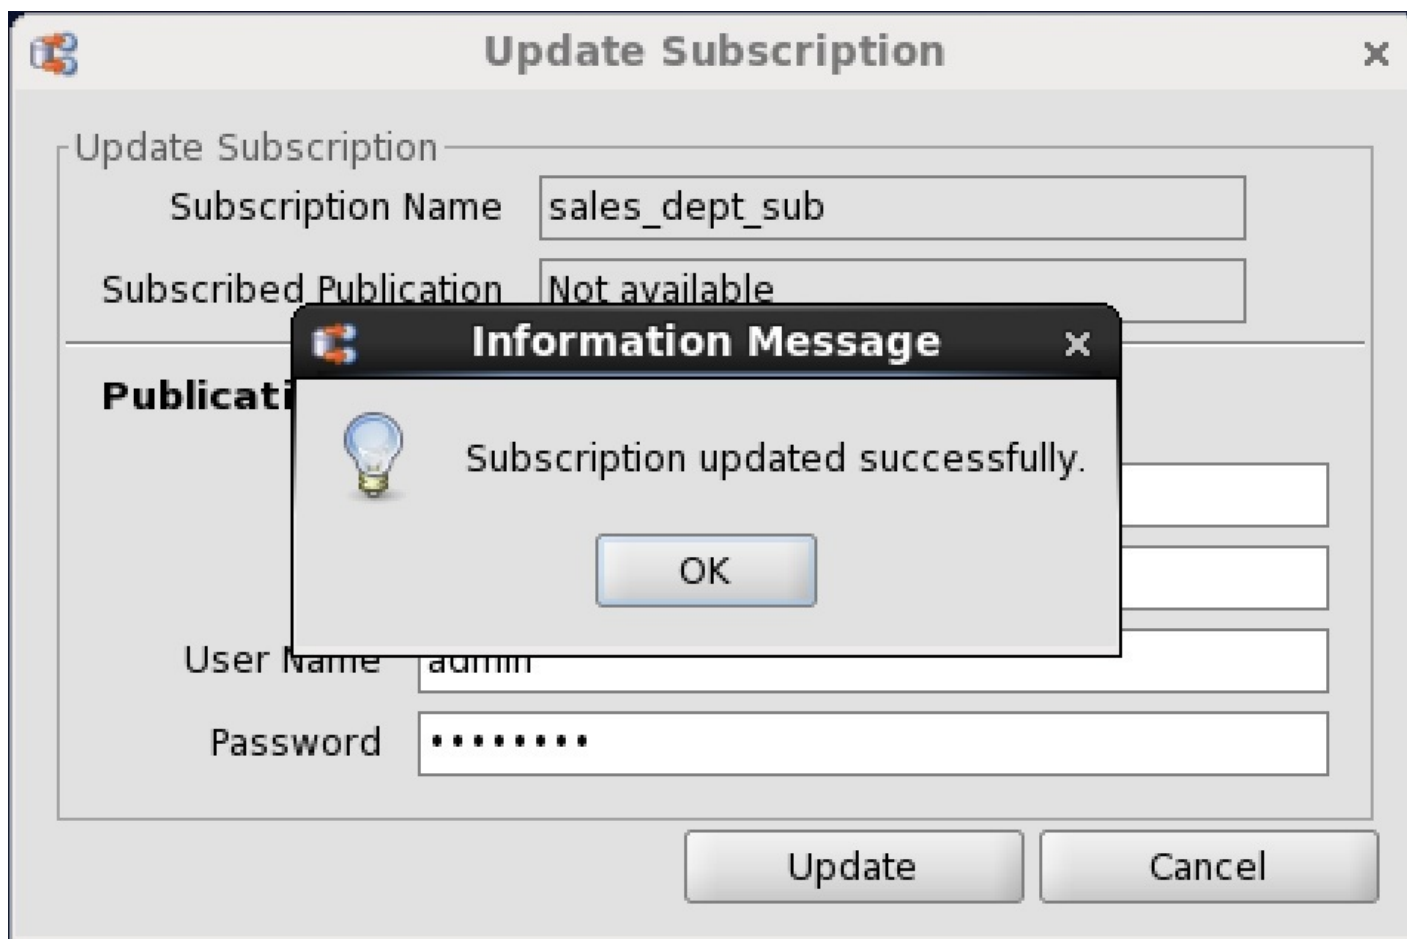 Update Subscription
Update Subscription
Subscription Name sales_dept_sub
Subscribed Publication Not available
Information Message
Subscription updated successfully.
OK
User Name admin
Password ••••••••
Update Cancel